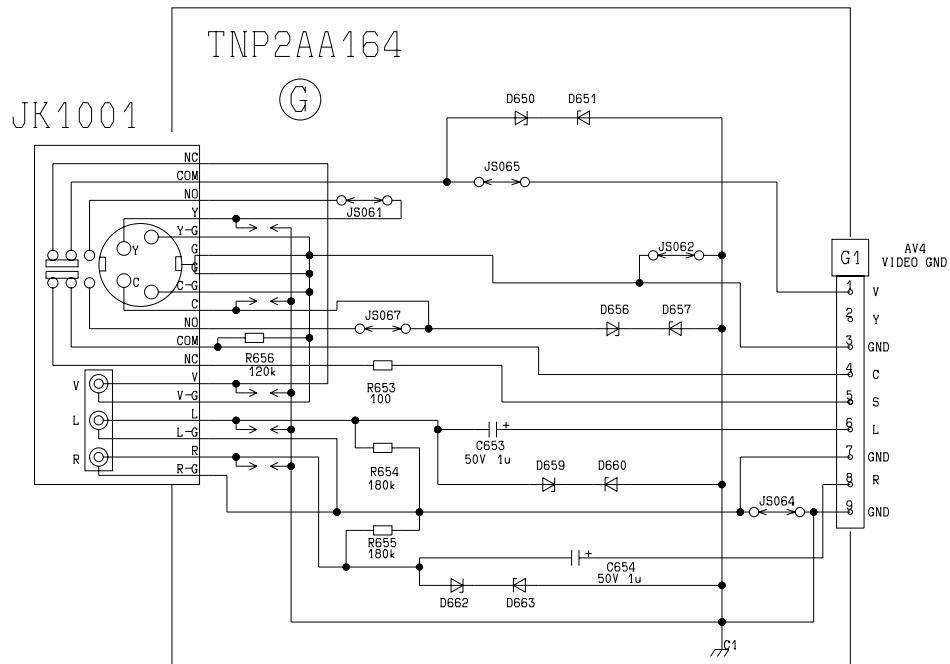 TNP2AA164
G
JK1001
D650 D651
NC
COM
JS065
NO
JS061
Y
Y-G
G
JS062
G1
AV4
VIDEO GND
Y
G
C-G
C
C
NO
JS067
D656 D657
COM
R656
120k
NC
R653
100
V
V
V-G
L
L
L-G
R
R
R-G
1 V
2 Y
3 GND
4 C
5 S
6 L
7 GND
8 R
9 GND
C653
50V 1u
+
R654
180k
D659 D660
JS064
R655
180k
+
C654
50V 1u
D662 D663
C1